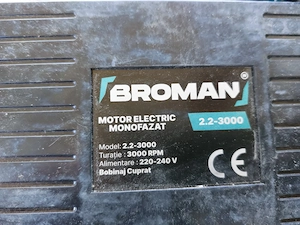 BROMAN®
MOTOR ELECTRIC 2.2-3000
MONOFAZAT
Model: 2.2-3000
Turație : 3000 RPM
Alimentare : 220-240 V
Bobinaj Cuprat
CE